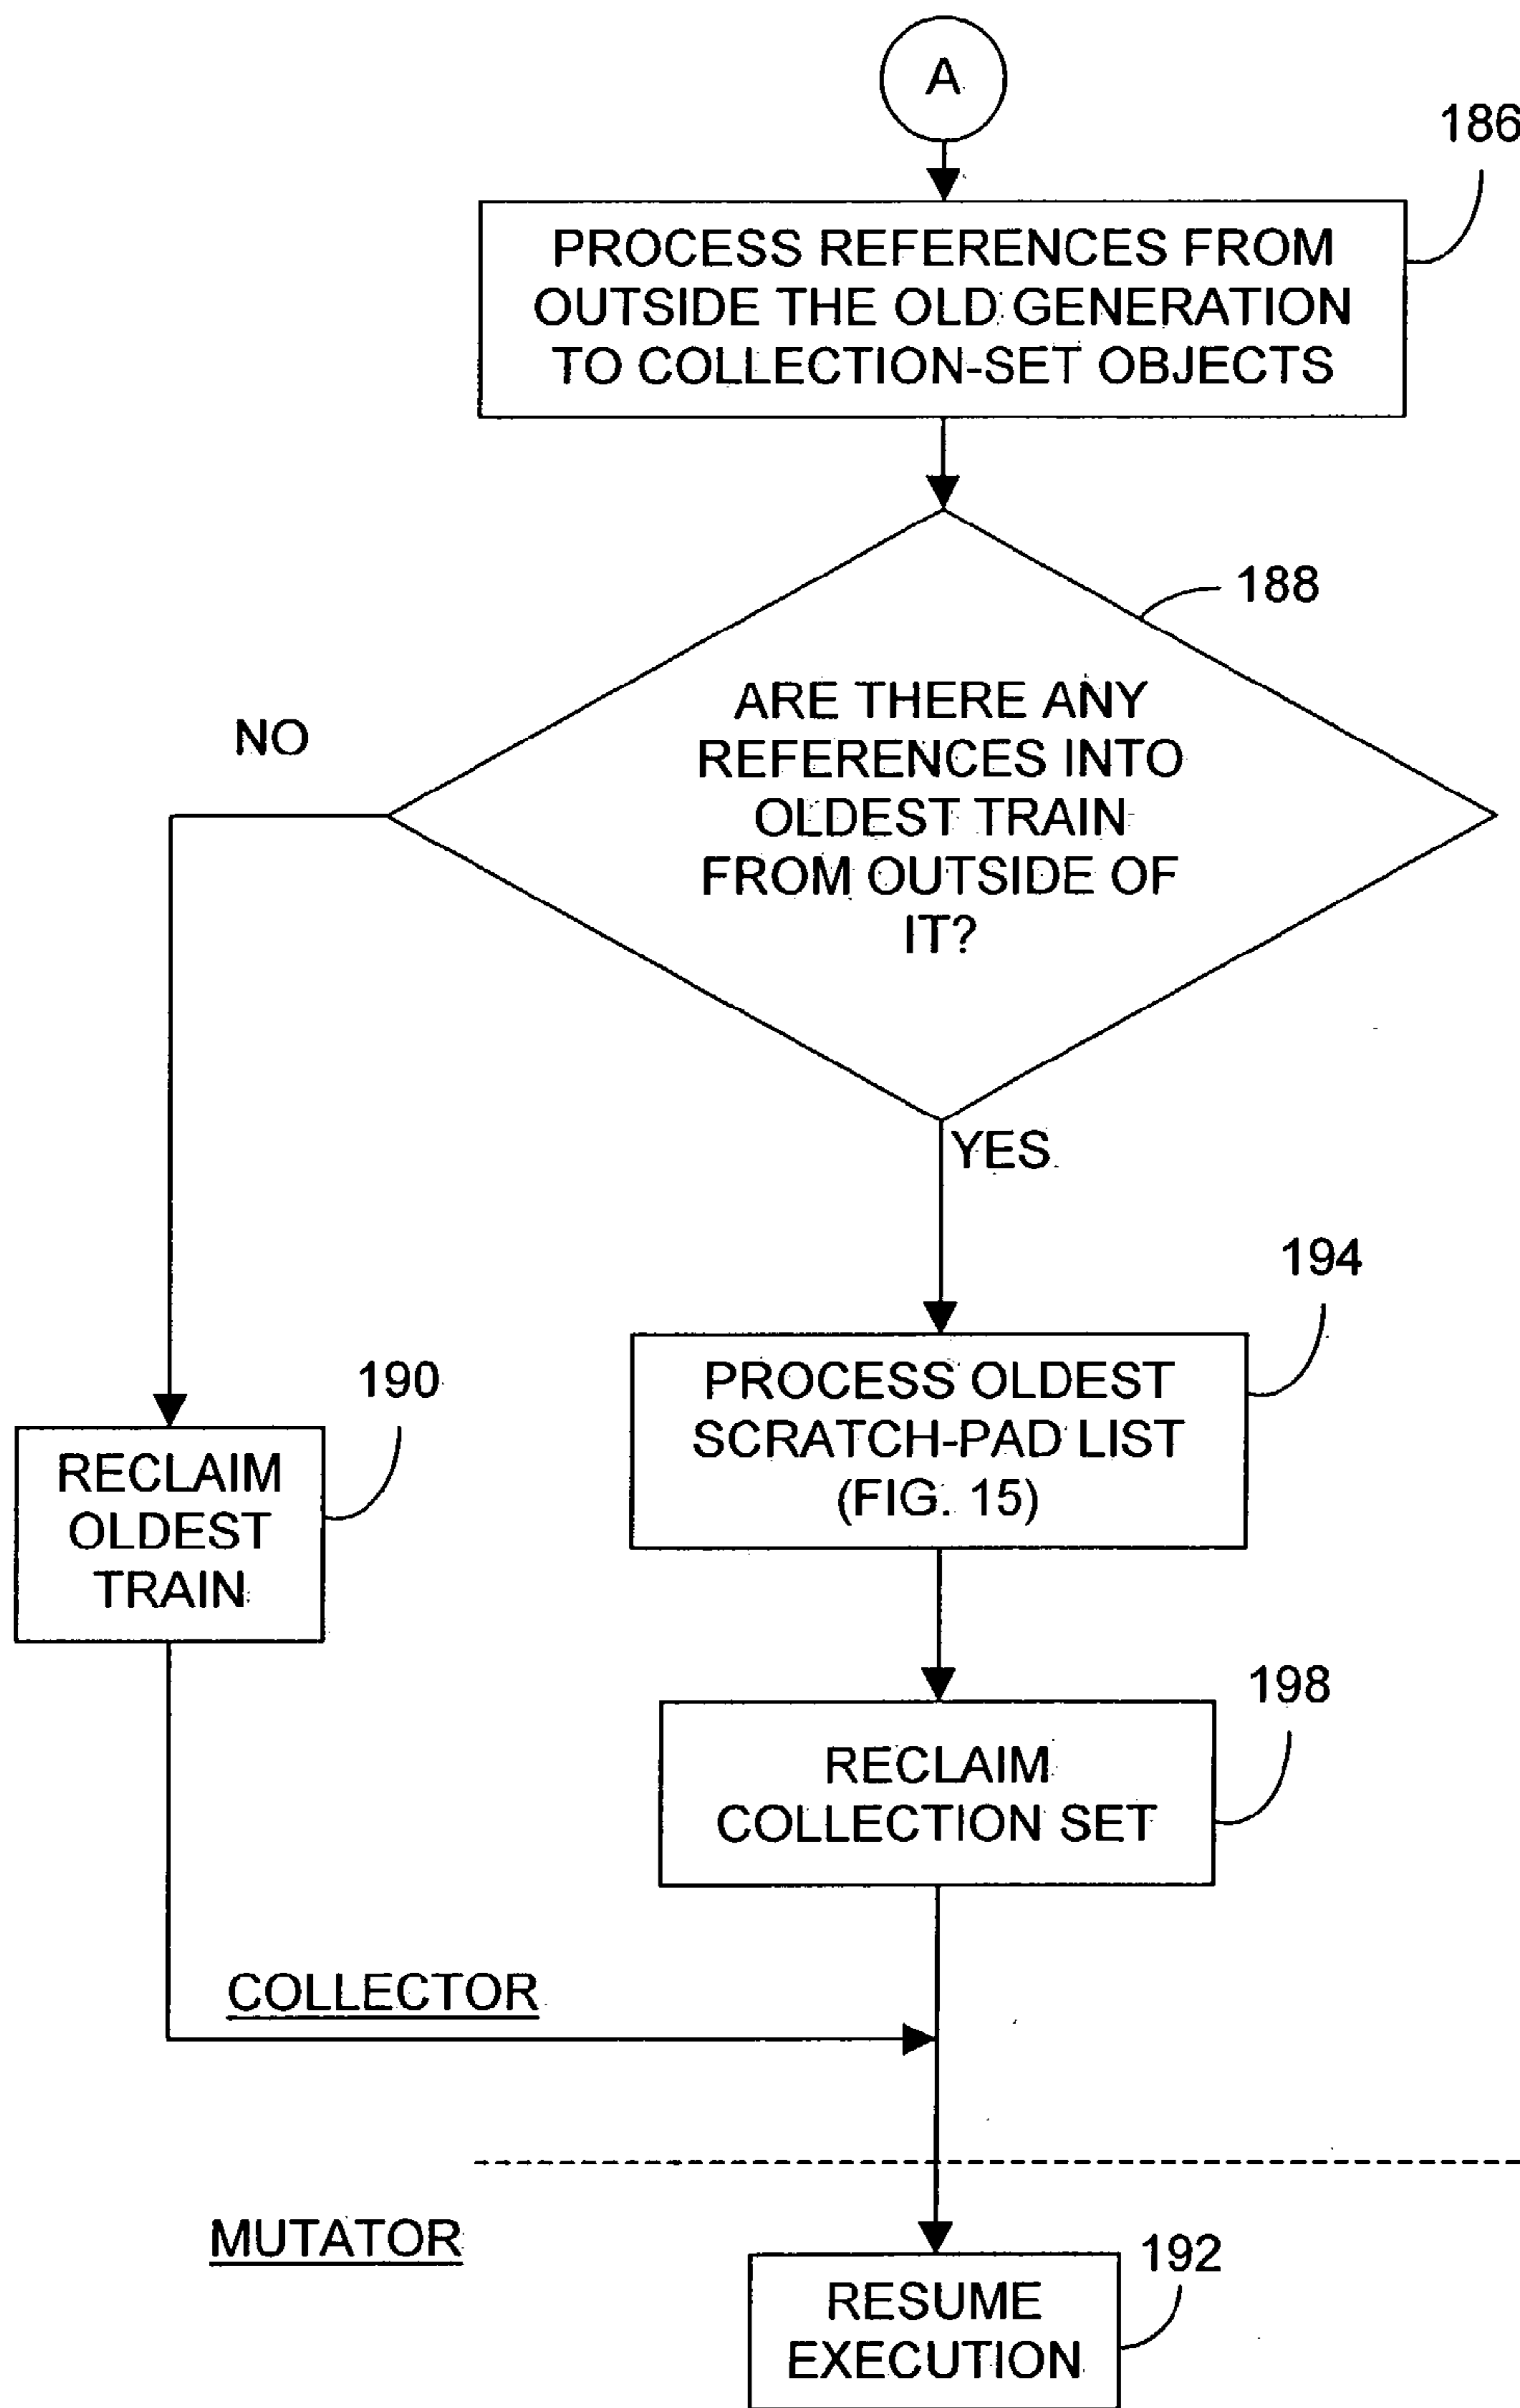 A
186
PROCESS REFERENCES FROM
OUTSIDE THE OLD GENERATION
TO COLLECTION-SET OBJECTS
188
ARE THERE ANY
REFERENCES INTO
OLDEST TRAIN
FROM OUTSIDE OF
IT?
NO
YES
194
PROCESS OLDEST
SCRATCH-PAD LIST
(FIG. 15)
190
RECLAIM
OLDEST
TRAIN
198
RECLAIM
COLLECTION SET
COLLECTOR
MUTATOR
192
RESUME
EXECUTION